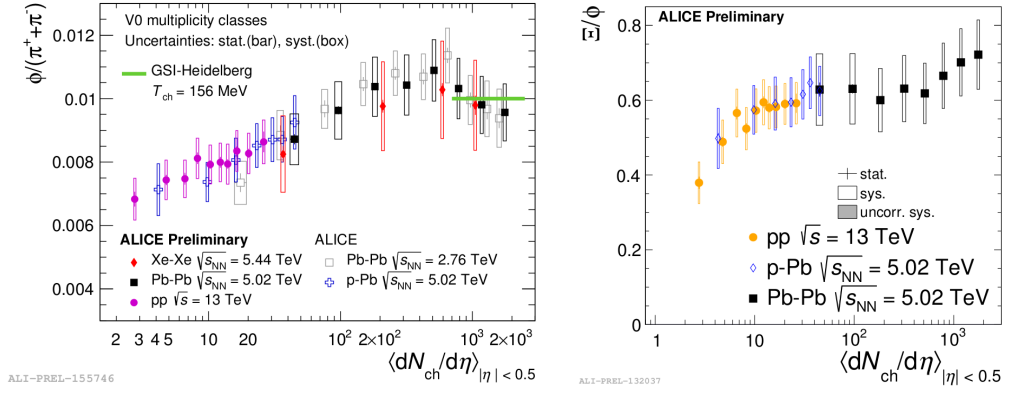 V0 multiplicity classes
Uncertainties: stat.(bar), syst.(box)
GSI-Heidelberg
T_ch = 156 MeV
ϕ/(π⁺+π⁻)
0.012
0.01
0.008
0.006
0.004
ALICE Preliminary
Xe-Xe √s_NN = 5.44 TeV
Pb-Pb √s_NN = 5.02 TeV
pp √s = 13 TeV
ALICE
Pb-Pb √s_NN = 2.76 TeV
p-Pb √s_NN = 5.02 TeV
2 3 4 5 10 20 10² 2×10² 10³ 2×10³
⟨dN_ch/dη⟩_|η| < 0.5
ALI-PREL-155746
ALICE Preliminary
Ξ/ϕ
0.8
0.6
0.4
0.2
0
stat.
sys.
uncorr. sys.
pp √s = 13 TeV
p-Pb √s_NN = 5.02 TeV
Pb-Pb √s_NN = 5.02 TeV
1 10 10² 10³
⟨dN_ch/dη⟩_|η| < 0.5
ALI-PREL-132037